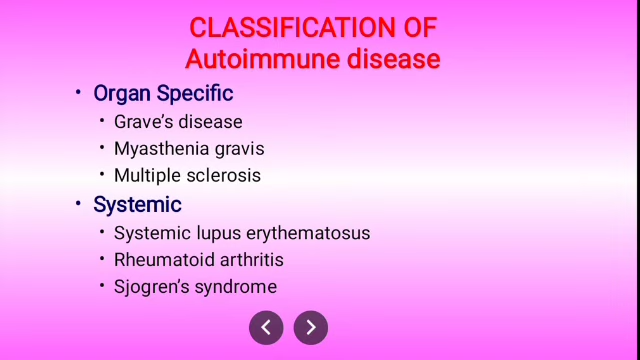 CLASSIFICATION OF
Autoimmune disease
• Organ Specific
• Grave's disease
• Myasthenia gravis
• Multiple sclerosis
• Systemic
• Systemic lupus erythematosus
• Rheumatoid arthritis
• Sjogren's syndrome